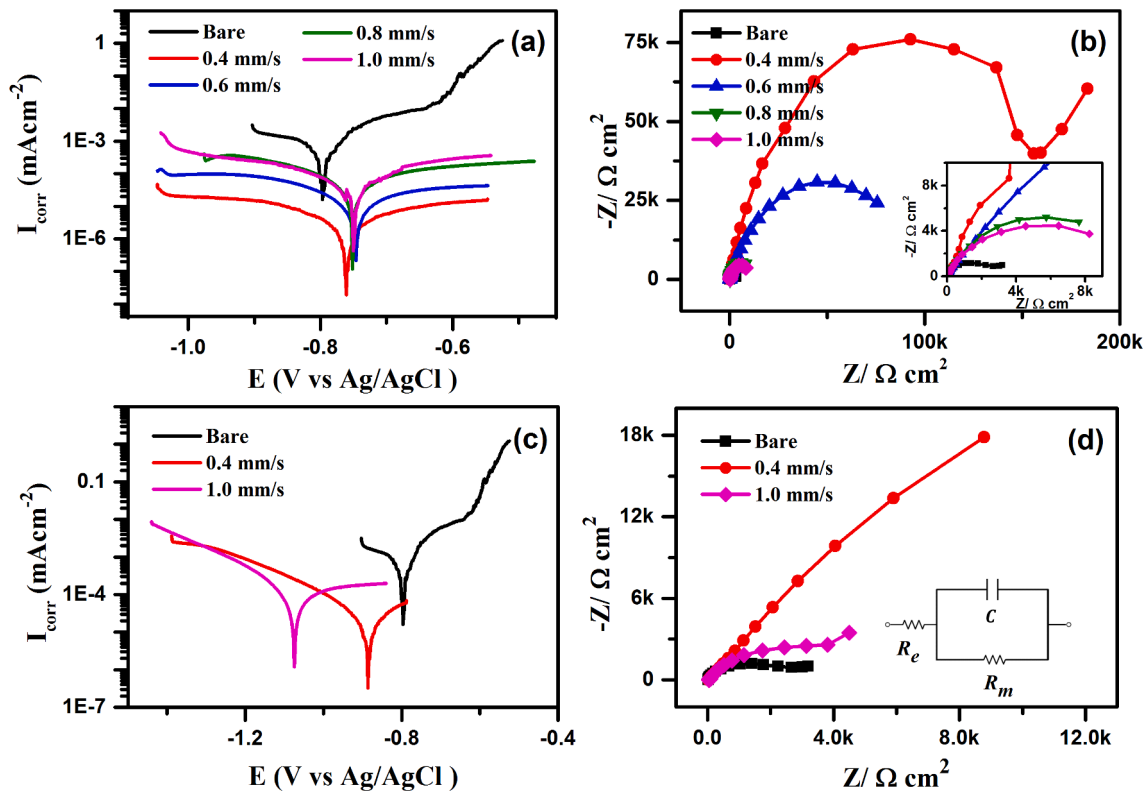 (a)
Bare
0.4 mm/s
0.6 mm/s
0.8 mm/s
1.0 mm/s
1
1E-3
1E-6
I_corr (mAcm^-2)
-1.0
-0.8
-0.6
E (V vs Ag/AgCl )
(b)
Bare
0.4 mm/s
0.6 mm/s
0.8 mm/s
1.0 mm/s
75k
50k
25k
0
-Z/ Ω cm²
0
100k
200k
Z/ Ω cm²
8k
4k
0
-Z/ Ω cm²
0
4k
8k
Z/ Ω cm²
(c)
Bare
0.4 mm/s
1.0 mm/s
0.1
1E-4
1E-7
I_corr (mAcm^-2)
-1.2
-0.8
-0.4
E (V vs Ag/AgCl )
(d)
Bare
0.4 mm/s
1.0 mm/s
18k
12k
6k
0
-Z/ Ω cm²
0.0
4.0k
8.0k
12.0k
Z/ Ω cm²
R_e
C
R_m